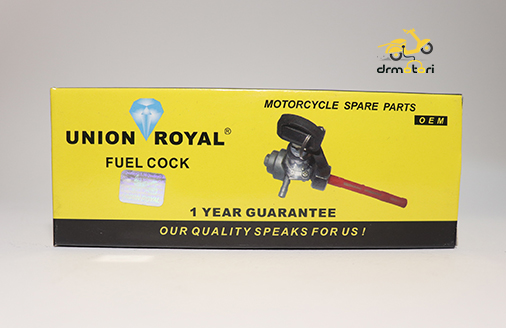 drmotori
MOTORCYCLE SPARE PARTS
OEM
UNION ROYAL®
FUEL COCK
1 YEAR GUARANTEE
OUR QUALITY SPEAKS FOR US !